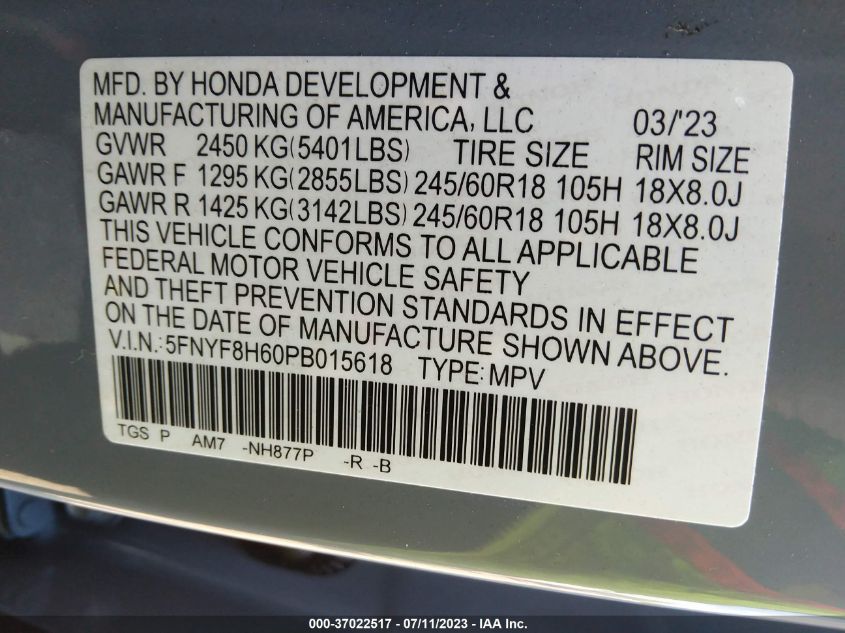 MFD. BY HONDA DEVELOPMENT &
MANUFACTURING OF AMERICA, LLC 03/'23
GVWR 2450 KG(5401LBS) TIRE SIZE RIM SIZE
GAWR F 1295 KG(2855LBS) 245/60R18 105H 18X8.0J
GAWR R 1425 KG(3142LBS) 245/60R18 105H 18X8.0J
THIS VEHICLE CONFORMS TO ALL APPLICABLE
FEDERAL MOTOR VEHICLE SAFETY
AND THEFT PREVENTION STANDARDS IN EFFECT
ON THE DATE OF MANUFACTURE SHOWN ABOVE.
V.I.N.: 5FNYF8H60PB015618 TYPE: MPV
TGS P AM7 -NH877P -R -B
000-37022517 - 07/11/2023 - IAA Inc.